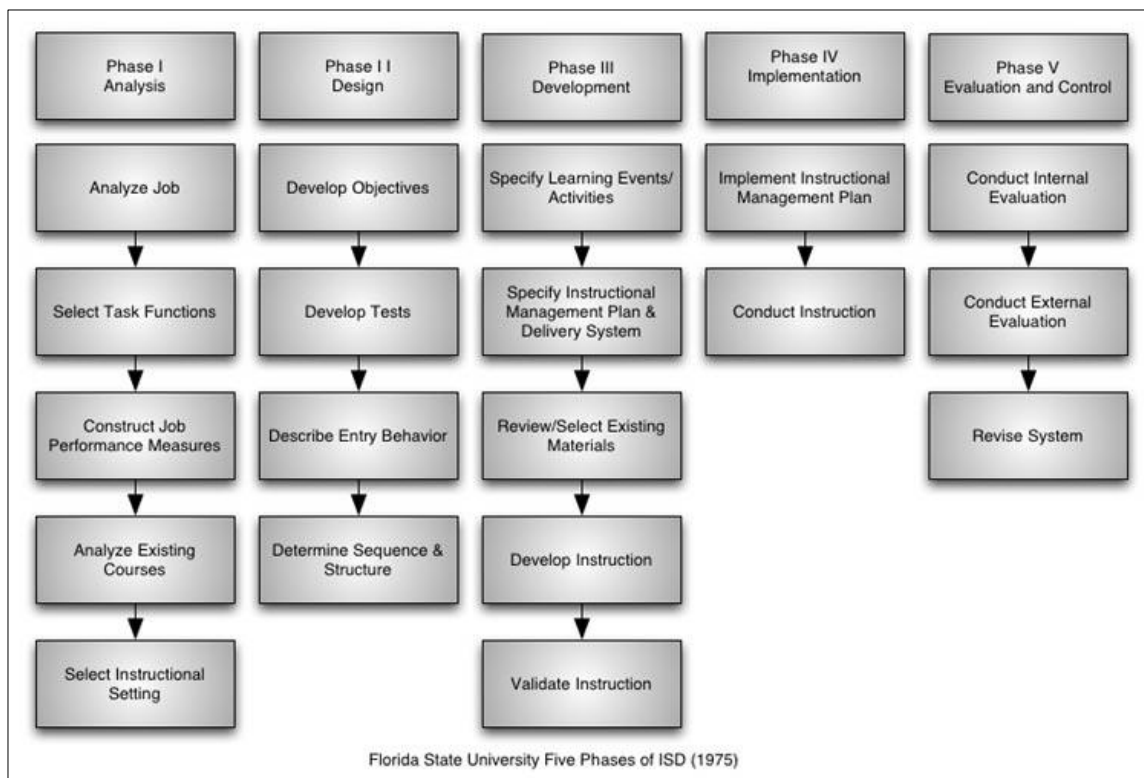 Phase I
Analysis
Phase I I
Design
Phase III
Development
Phase IV
Implementation
Phase V
Evaluation and Control
Analyze Job
Develop Objectives
Specify Learning Events/
Activities
Implement Instructional
Management Plan
Conduct Internal
Evaluation
Select Task Functions
Develop Tests
Specify Instructional
Management Plan &
Delivery System
Conduct Instruction
Conduct External
Evaluation
Construct Job
Performance Measures
Describe Entry Behavior
Review/Select Existing
Materials
Revise System
Analyze Existing
Courses
Determine Sequence &
Structure
Develop Instruction
Select Instructional
Setting
Validate Instruction
Florida State University Five Phases of ISD (1975)